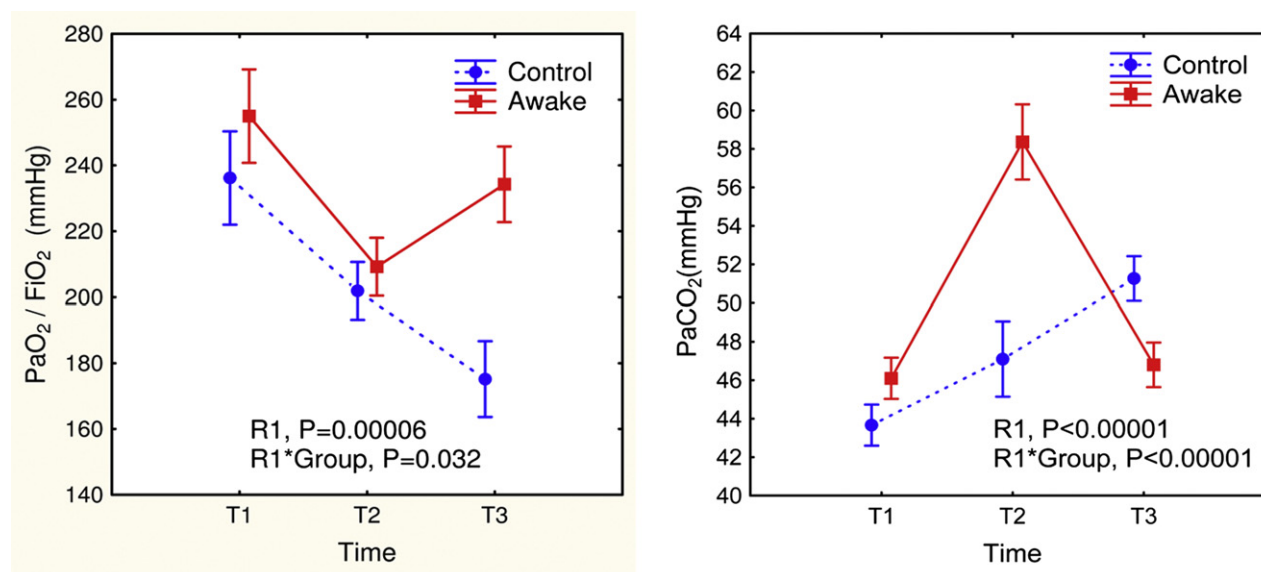 280
260
240
220
200
180
160
140
PaO2 / FiO2 (mmHg)
Control
Awake
R1, P=0.00006
R1*Group, P=0.032
T1 T2 T3
Time
64
62
60
58
56
54
52
50
48
46
44
42
40
PaCO2(mmHg)
Control
Awake
R1, P<0.00001
R1*Group, P<0.00001
T1 T2 T3
Time